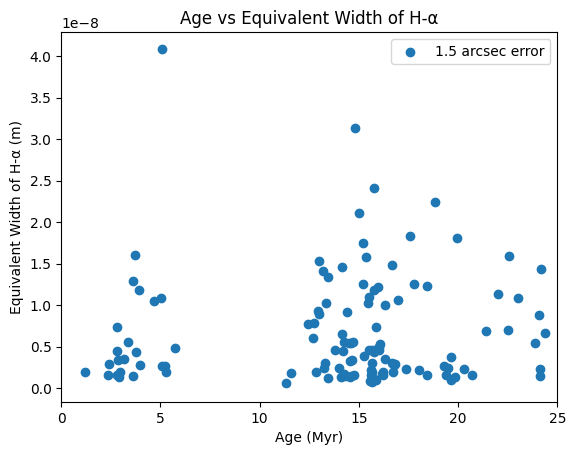 Age vs Equivalent Width of H-α
1e−8
1.5 arcsec error
4.0
3.5
3.0
2.5
2.0
1.5
1.0
0.5
0.0
Equivalent Width of H-α (m)
0 5 10 15 20 25
Age (Myr)